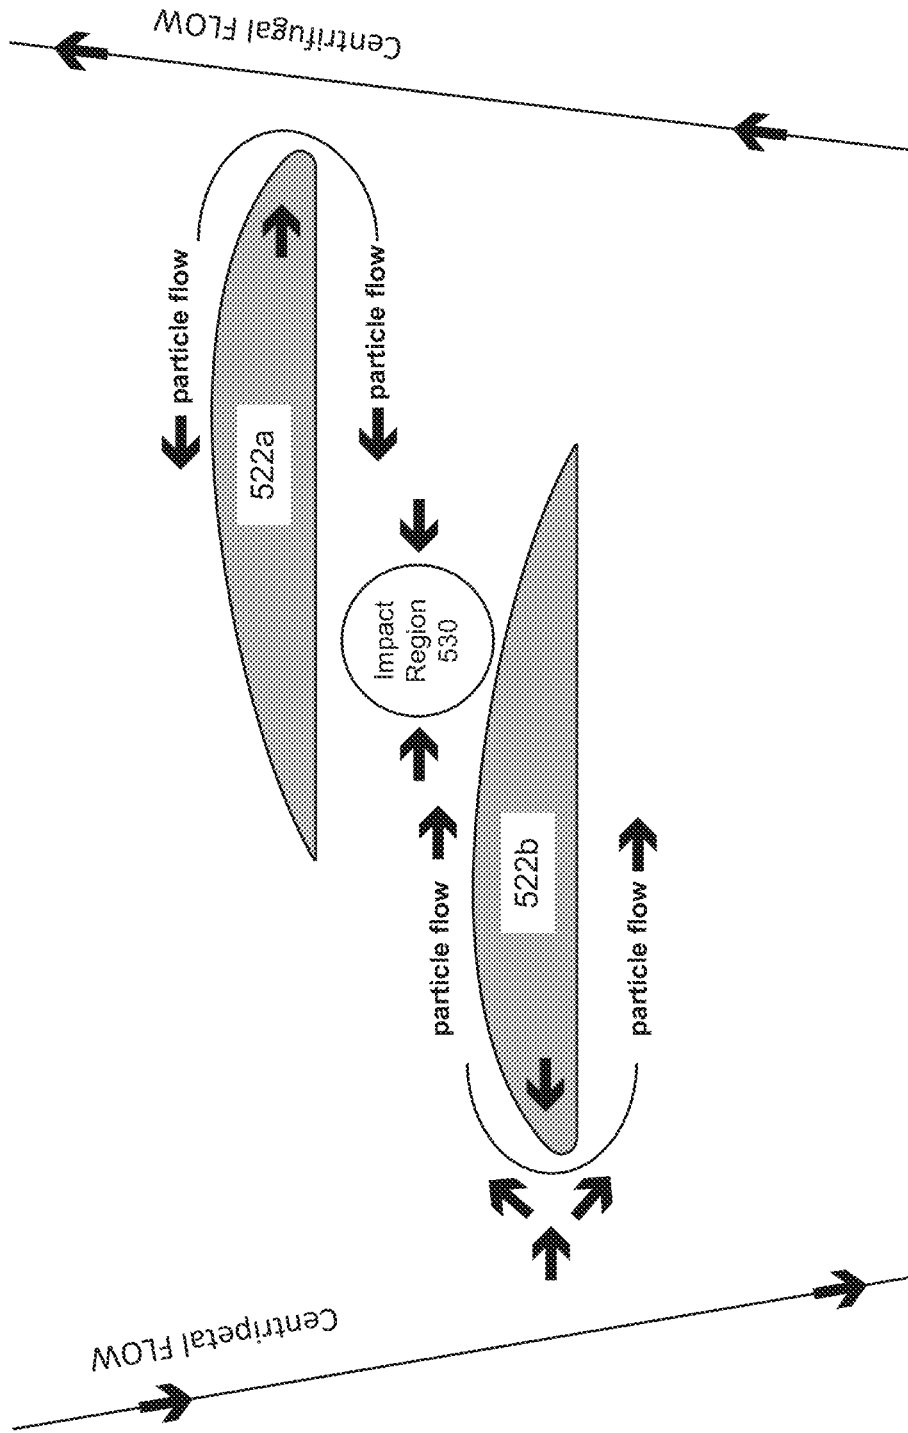 Centrifugal FLOW
particle flow
particle flow
522a
Impact
Region
530
particle flow
522b
particle flow
Centripetal FLOW